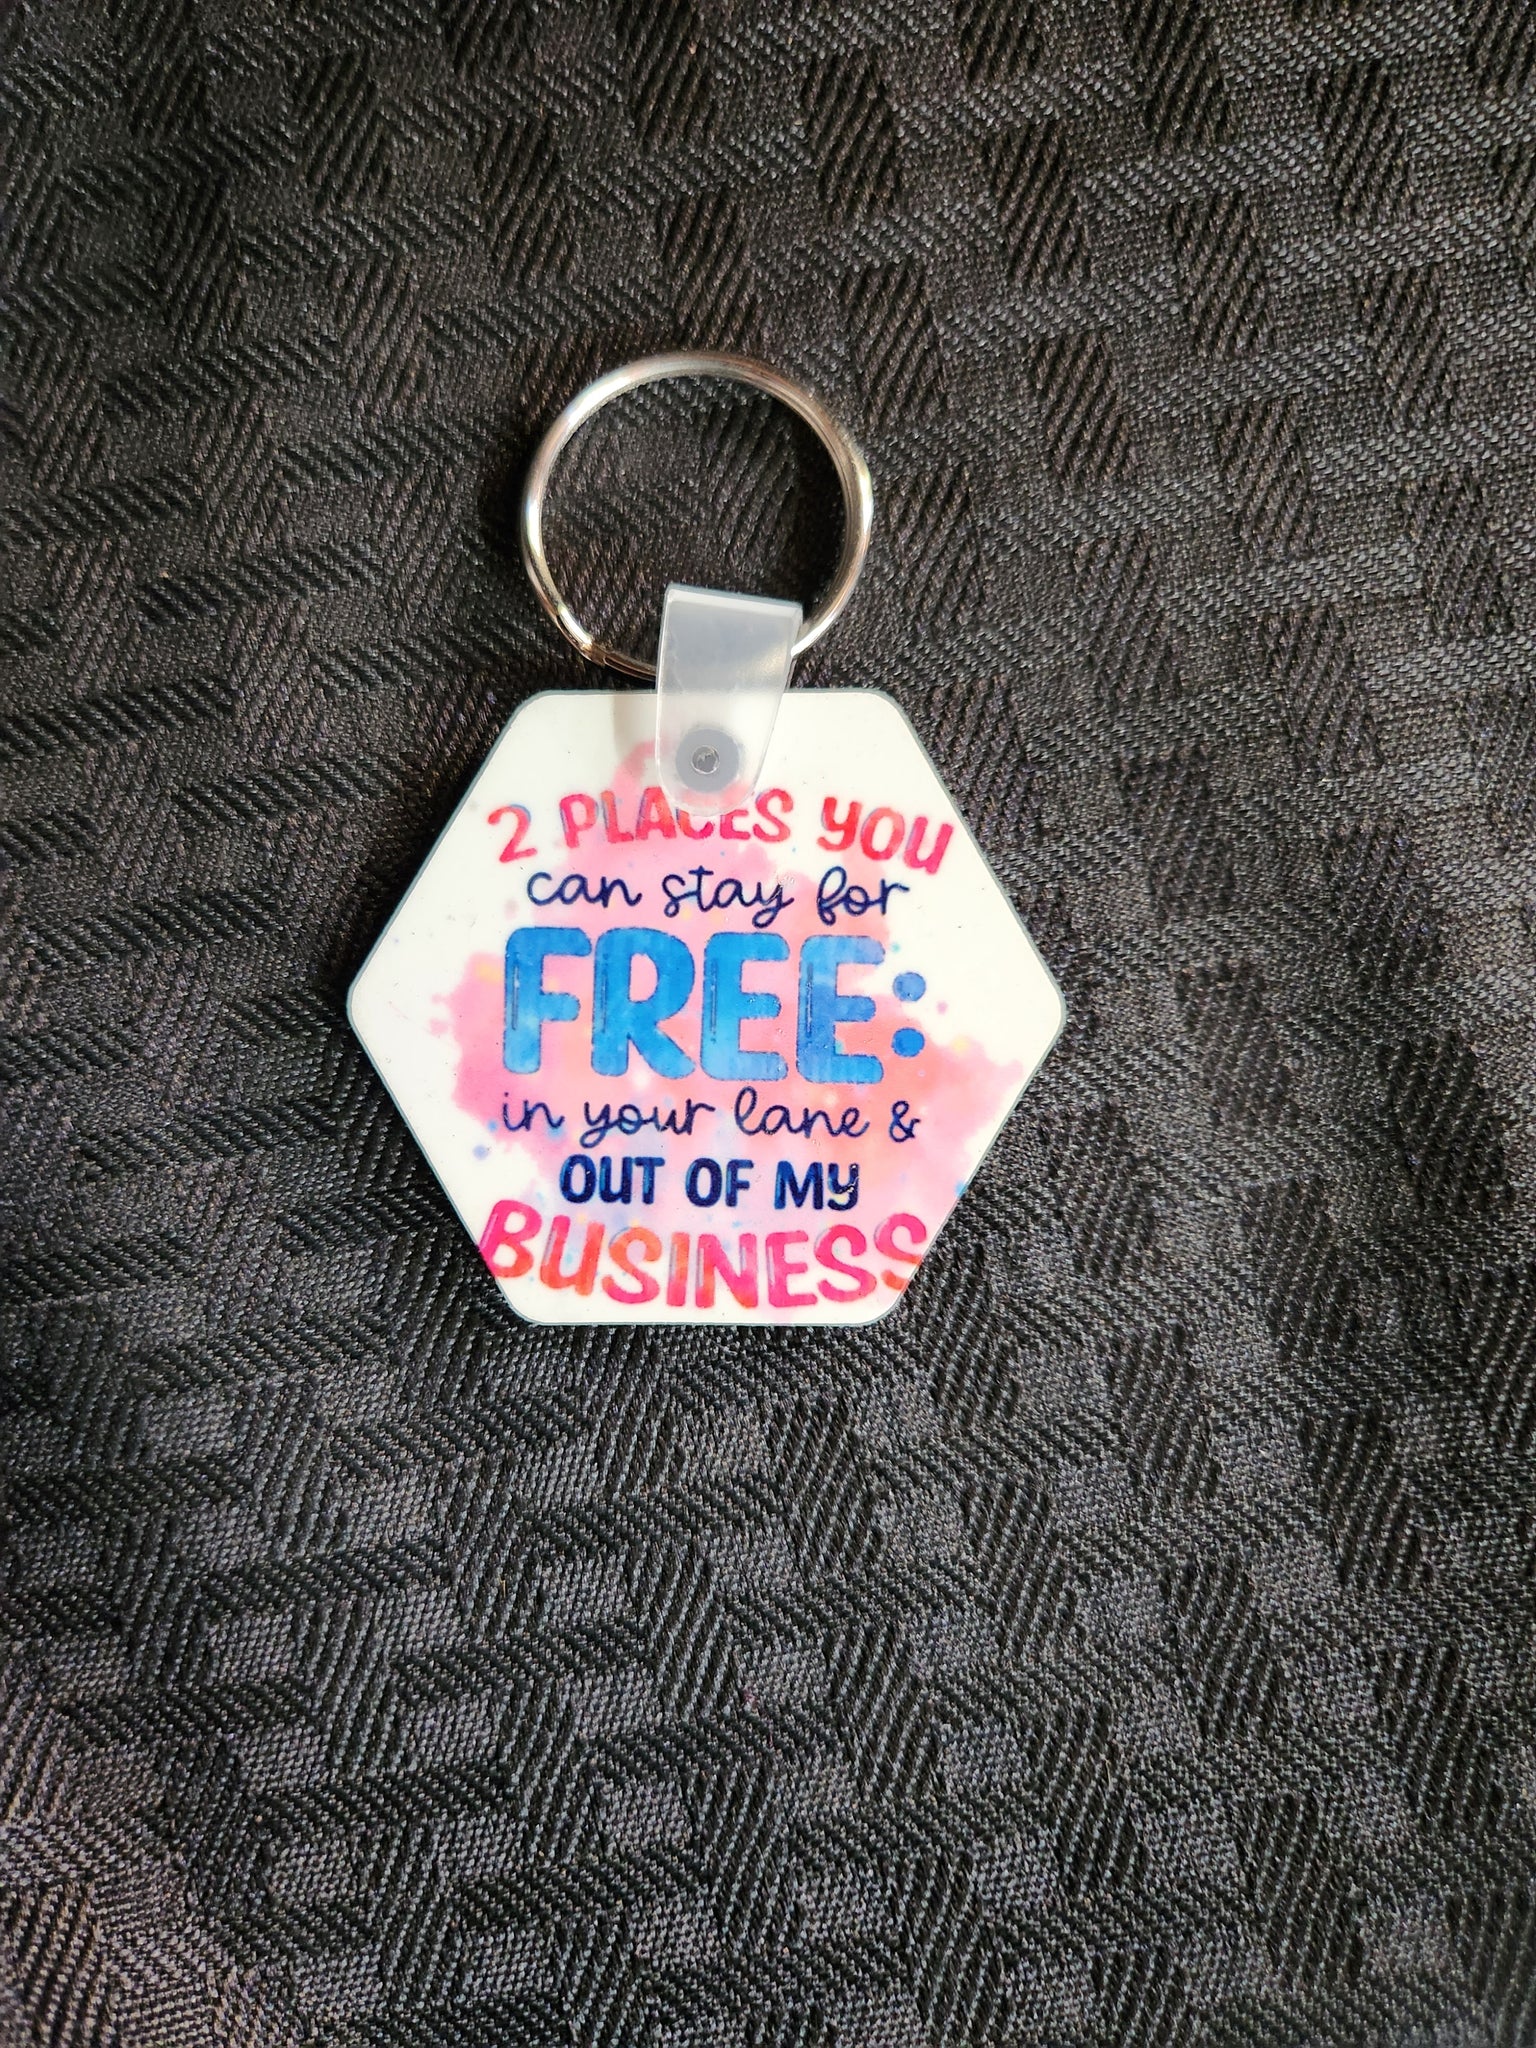 2 PLACES YOU
can stay for
FREE:
in your lane &
OUT OF MY
BUSINESS